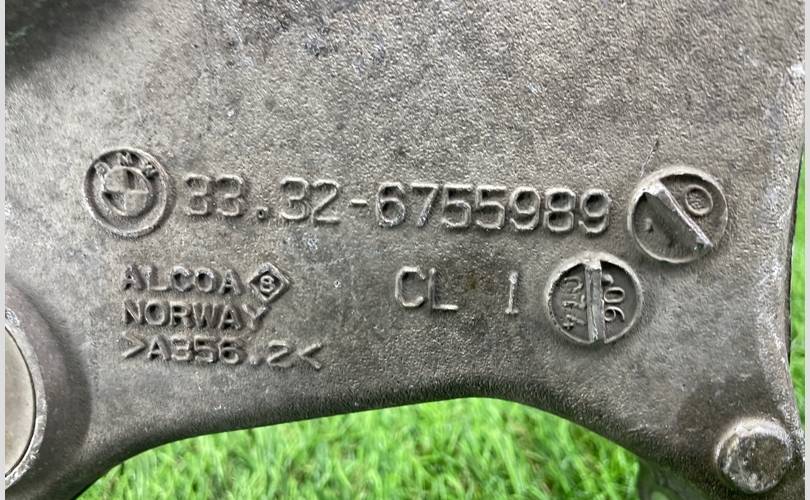 BMW 33.32-6755989
ALCOA CL 1
NORWAY
>A356.2<